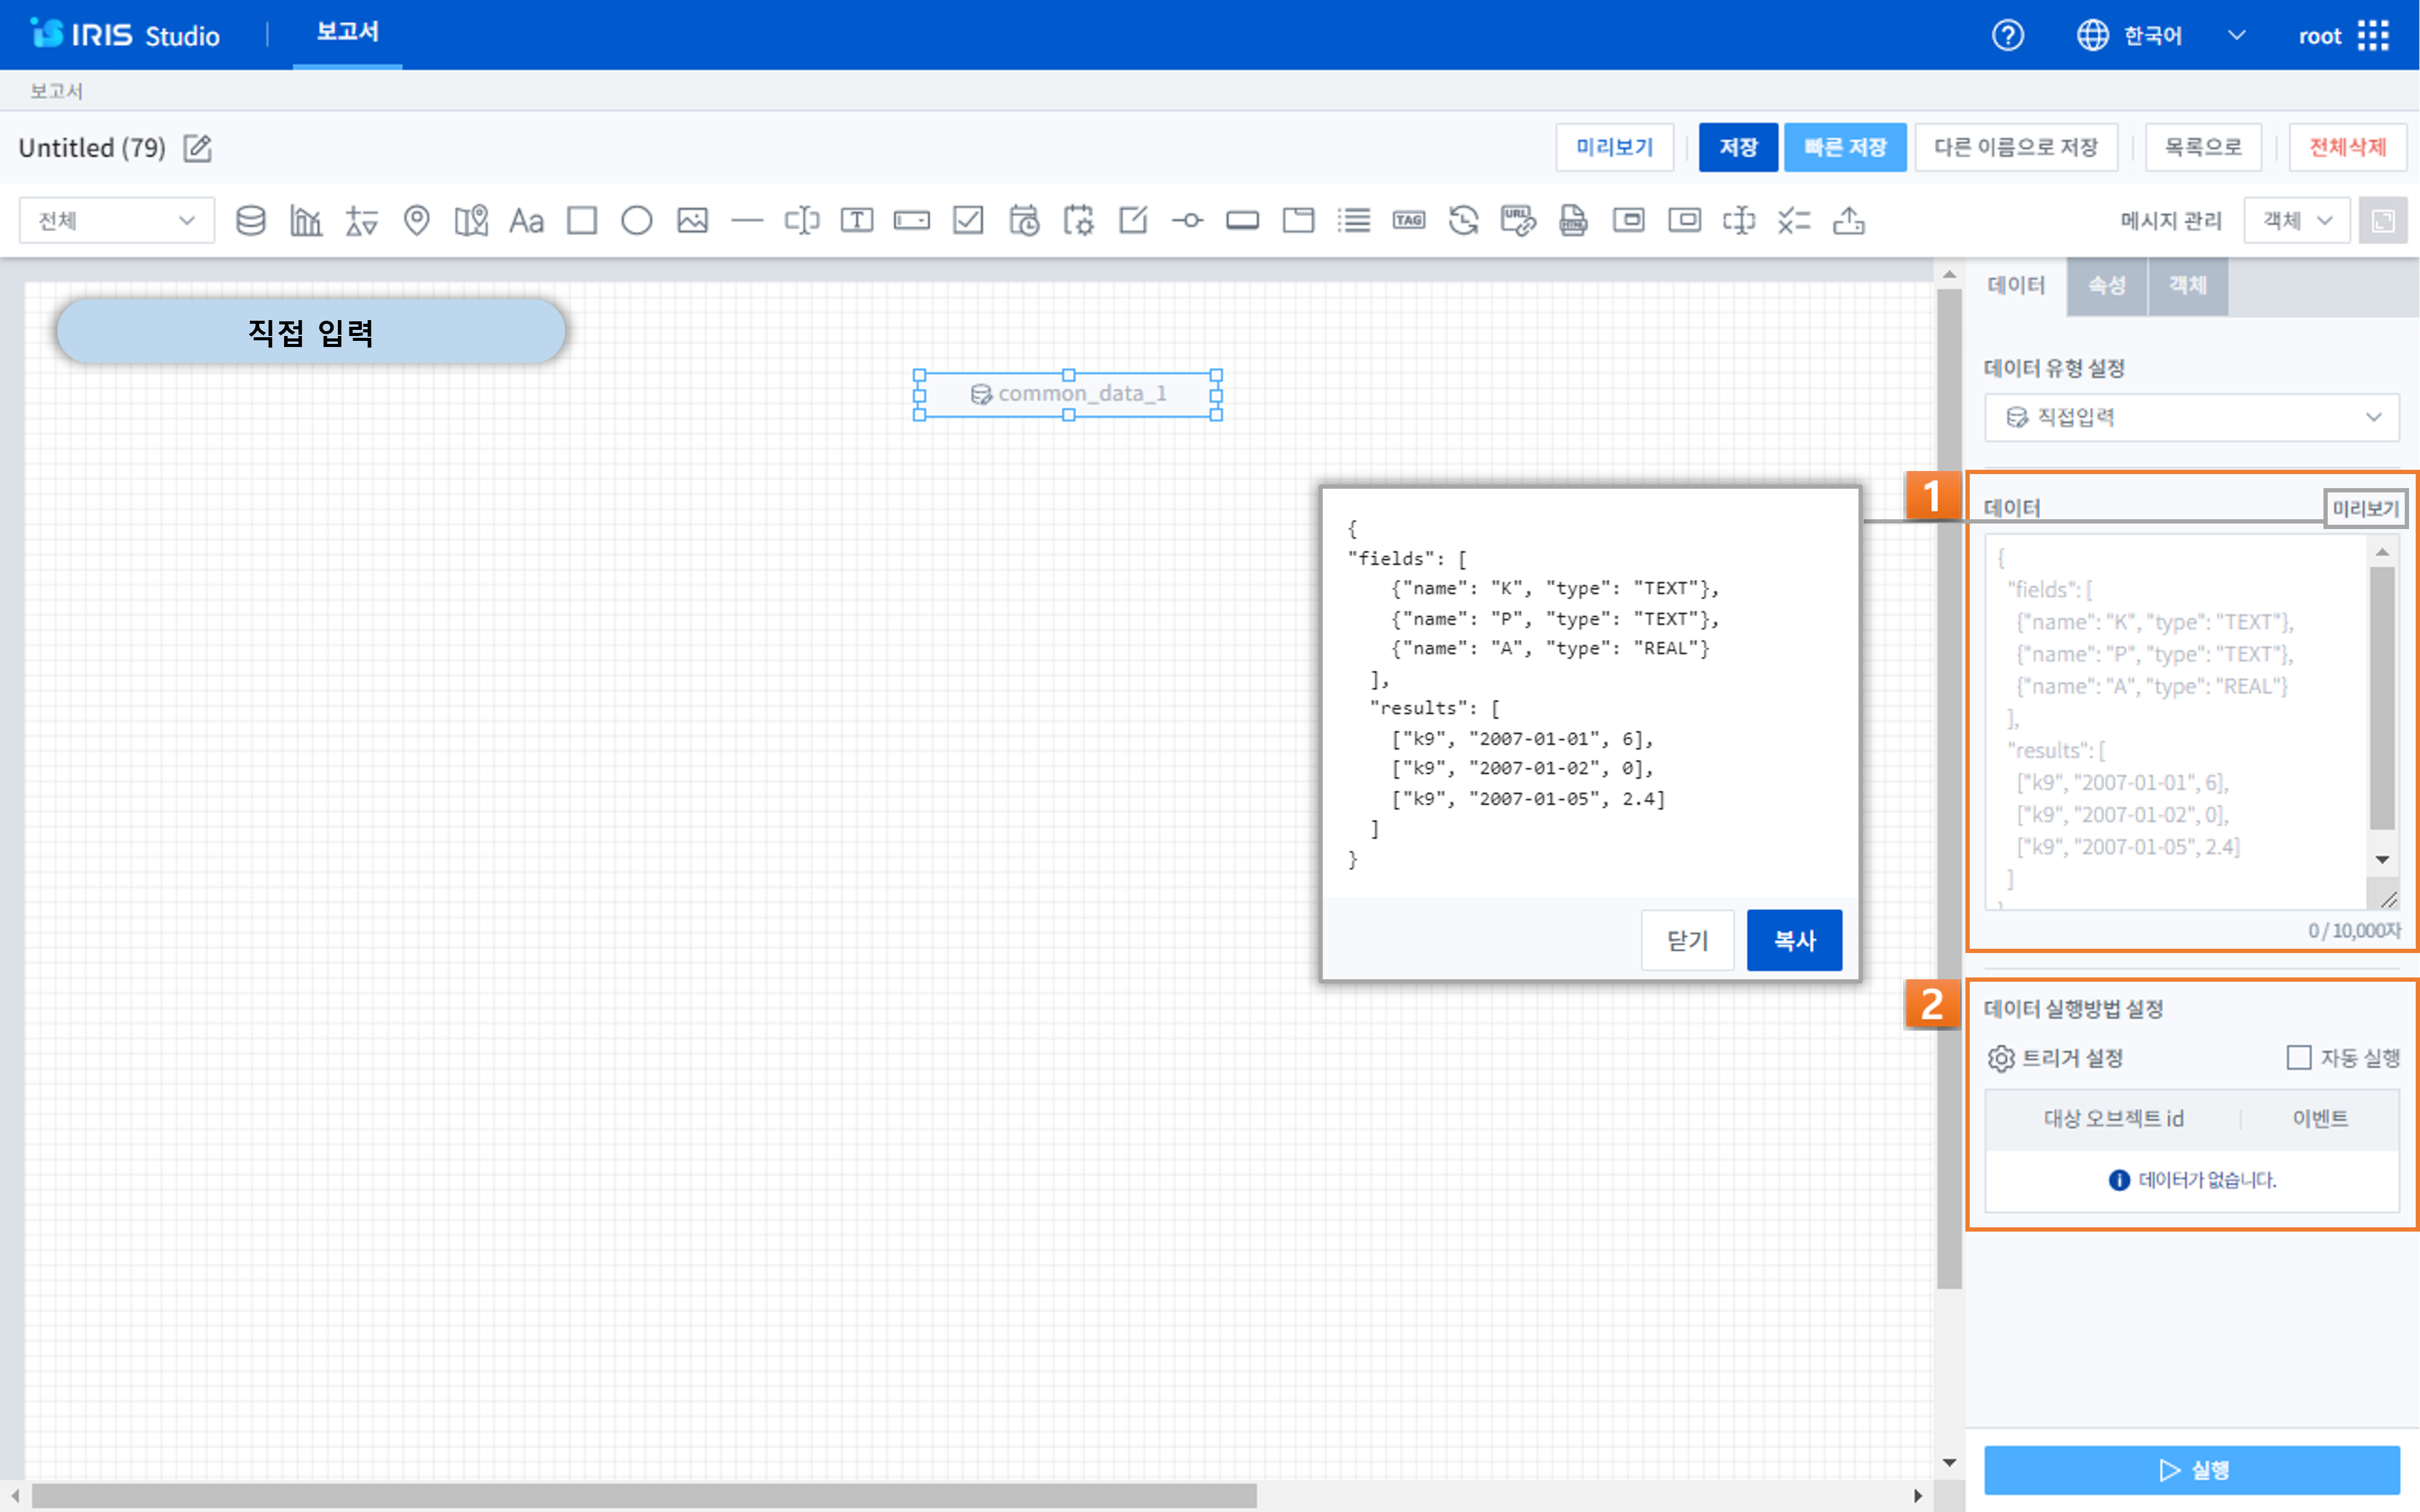 IRIS Studio 보고서 한국어 root
보고서
Untitled (79) 미리보기 저장 빠른 저장 다른 이름으로 저장 목록으로 전체삭제
전체 Aa T TAG URL HTML 메시지 관리 객체
데이터 속성 객체
직접 입력
common_data_1
데이터 유형 설정
직접입력
1
데이터 미리보기
{
"fields": [
{"name": "K", "type": "TEXT"},
{"name": "P", "type": "TEXT"},
{"name": "A", "type": "REAL"}
],
"results": [
["k9", "2007-01-01", 6],
["k9", "2007-01-02", 0],
["k9", "2007-01-05", 2.4]
]
}
닫기 복사
{
"fields": [
{"name": "K", "type": "TEXT"},
{"name": "P", "type": "TEXT"},
{"name": "A", "type": "REAL"}
],
"results": [
["k9", "2007-01-01", 6],
["k9", "2007-01-02", 0],
["k9", "2007-01-05", 2.4]
]
0 / 10,000자
2
데이터 실행방법 설정
트리거 설정 자동 실행
대상 오브젝트 id 이벤트
데이터가 없습니다.
실행